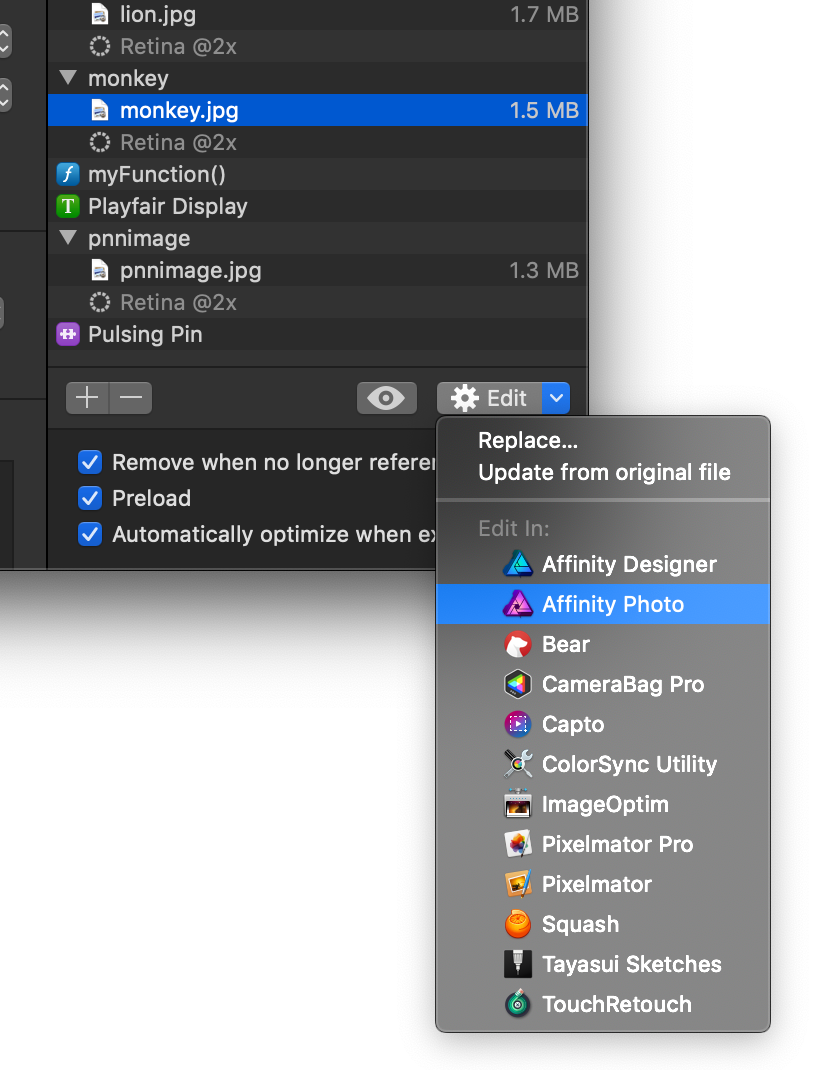 lion.jpg 1.7 MB
Retina @2x
monkey
monkey.jpg 1.5 MB
Retina @2x
myFunction()
T Playfair Display
pnnimage
pnnimage.jpg 1.3 MB
Retina @2x
Pulsing Pin
Edit
Remove when no longer refere
Preload
Automatically optimize when ex
Replace...
Update from original file
Edit In:
Affinity Designer
Affinity Photo
Bear
CameraBag Pro
Capto
ColorSync Utility
ImageOptim
Pixelmator Pro
Pixelmator
Squash
Tayasui Sketches
TouchRetouch